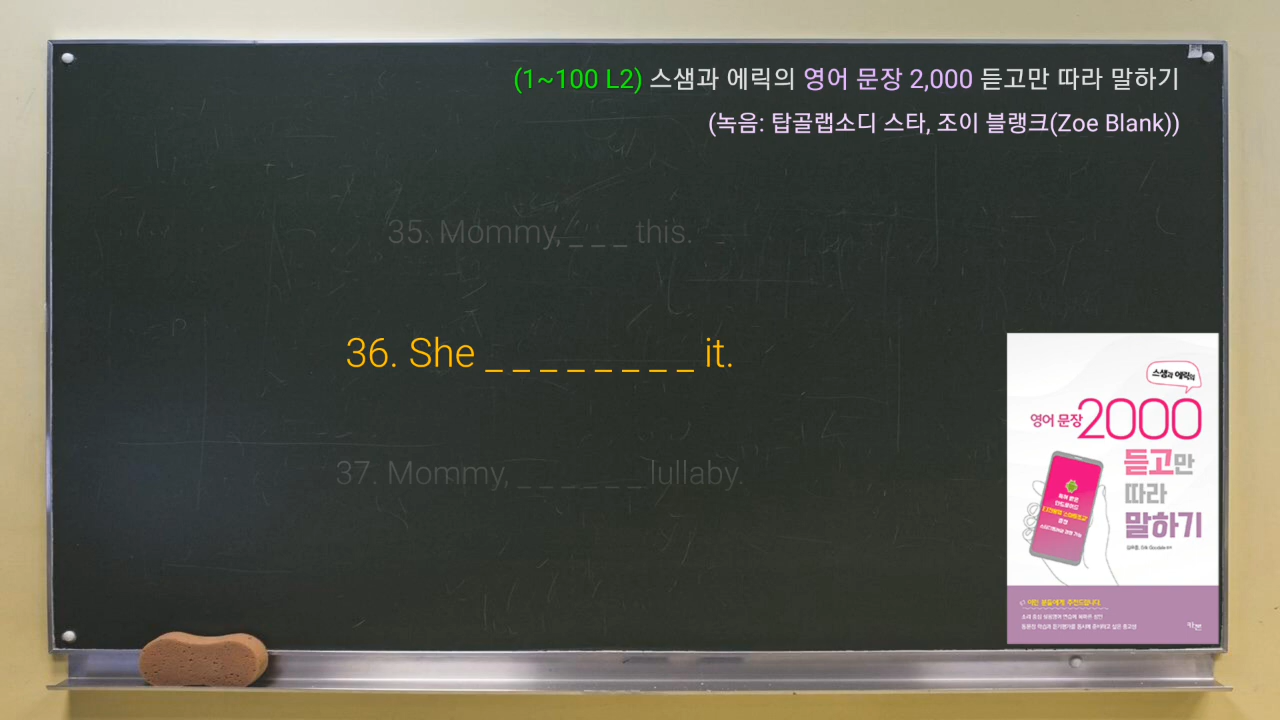 (1~100 L2) 스샘과 에릭의 영어 문장 2,000 듣고만 따라 말하기
(녹음: 탑골랩소디 스타, 조이 블랭크(Zoe Blank))
35. Mommy, _ _ _ this.
36. She _ _ _ _ _ _ _ _ it.
37. Mommy, _ _ _ _ _ _ lullaby.
스샘과 에릭의
영어 문장 2000
듣고만
따라
말하기